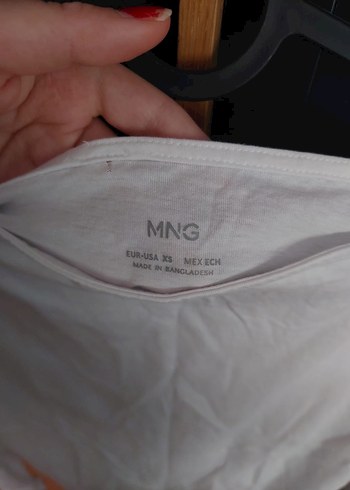 MNG
EUR-USA XS MEX ECH
MADE IN BANGLADESH